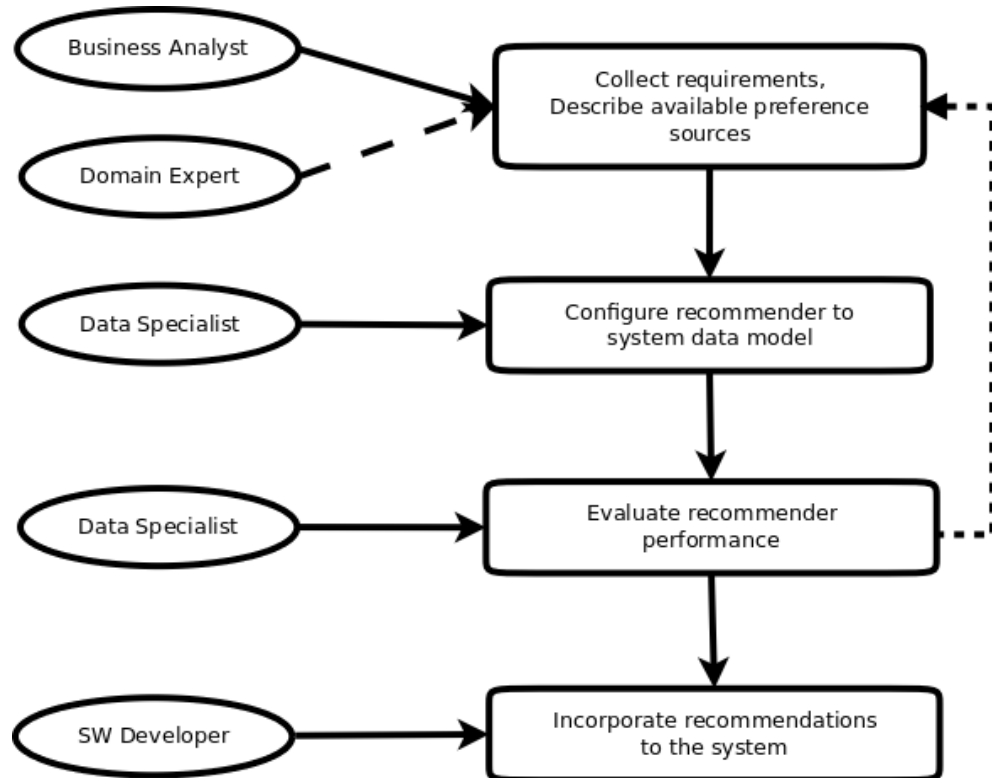 Business Analyst
Collect requirements,
Describe available preference
sources
Domain Expert
Data Specialist
Configure recommender to
system data model
Data Specialist
Evaluate recommender
performance
SW Developer
Incorporate recommendations
to the system